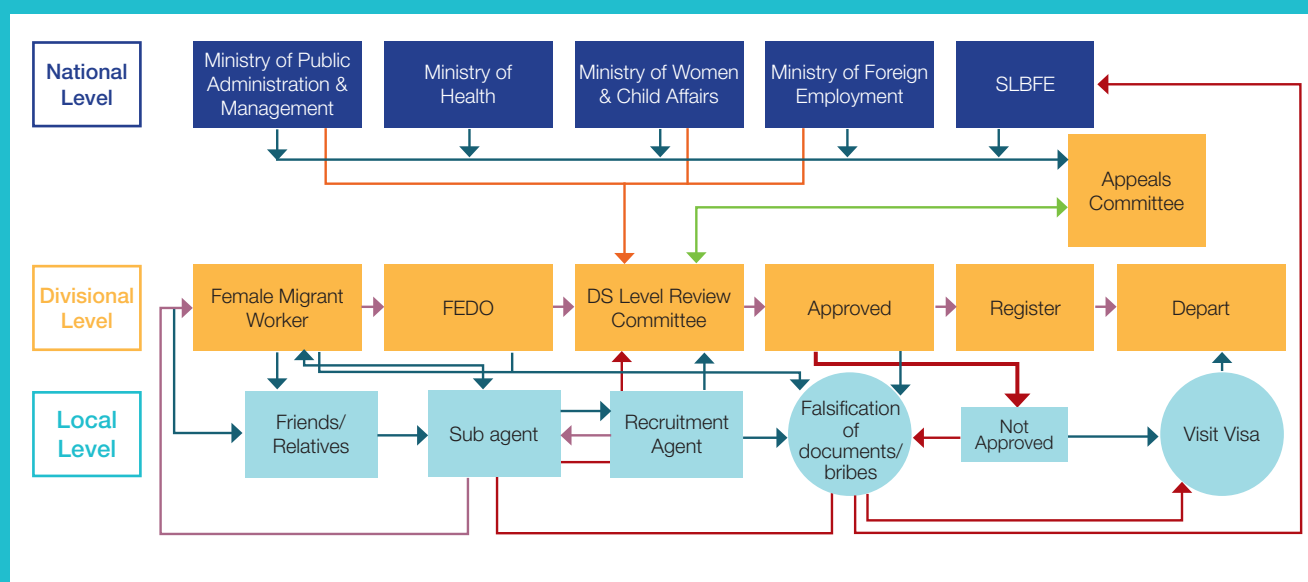 National
Level
Ministry of Public
Administration &
Management
Ministry of
Health
Ministry of Women
& Child Affairs
Ministry of Foreign
Employment
SLBFE
Appeals
Committee
Divisional
Level
Female Migrant
Worker
FEDO
DS Level Review
Committee
Approved
Register
Depart
Local
Level
Friends/
Relatives
Sub agent
Recruitment
Agent
Falsification
of
documents/
bribes
Not
Approved
Visit Visa